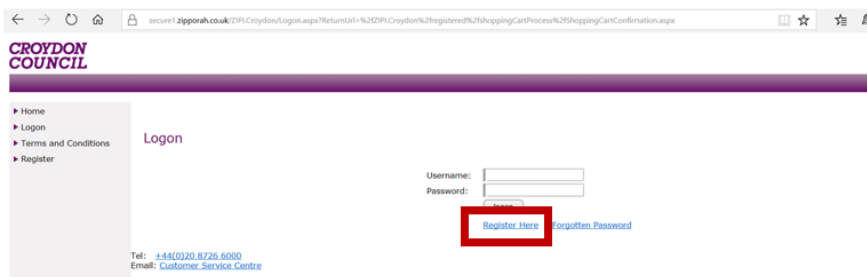 secure1.zipporah.co.uk/ZIPI.Croydon/Logon.aspx?ReturnUrl=%2fZIPI.Croydon%2fregistered%2fshoppingCartProcess%2fShoppingCartConfirmation.aspx
CROYDON
COUNCIL
Home
Logon
Terms and Conditions
Register
Logon
Username:
Password:
Register Here
Forgotten Password
Tel: +44(0)20 8726 6000
Email: Customer Service Centre